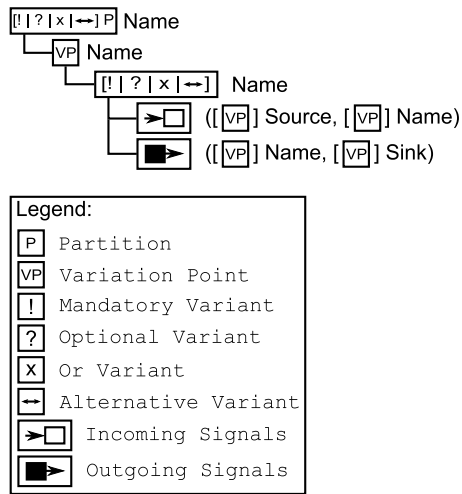 [! | ? | x | ↔] P Name
VP Name
[! | ? | x | ↔] Name
([VP] Source, [VP] Name)
([VP] Name, [VP] Sink)
Legend:
P Partition
VP Variation Point
! Mandatory Variant
? Optional Variant
x Or Variant
↔ Alternative Variant
Incoming Signals
Outgoing Signals